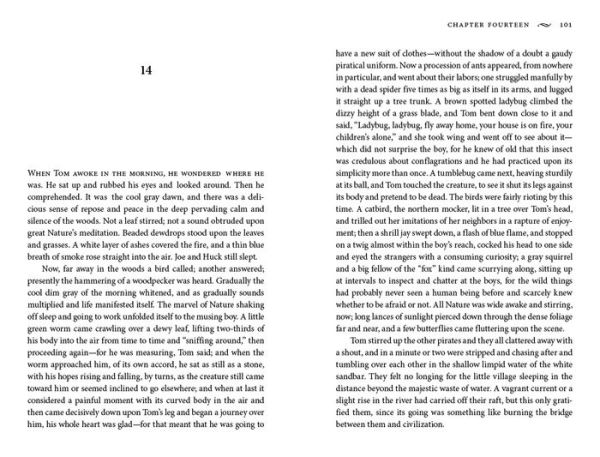 14
When Tom awoke in the morning, he wondered where he
was. He sat up and rubbed his eyes and looked around. Then he
comprehended. It was the cool gray dawn, and there was a deli-
cious sense of repose and peace in the deep pervading calm and
silence of the woods. Not a leaf stirred; not a sound obtruded upon
great Nature's meditation. Beaded dewdrops stood upon the leaves
and grasses. A white layer of ashes covered the fire, and a thin blue
breath of smoke rose straight into the air. Joe and Huck still slept.
Now, far away in the woods a bird called; another answered;
presently the hammering of a woodpecker was heard. Gradually the
cool dim gray of the morning whitened, and as gradually sounds
multiplied and life manifested itself. The marvel of Nature shaking
off sleep and going to work unfolded itself to the musing boy. A little
green worm came crawling over a dewy leaf, lifting two-thirds of
his body into the air from time to time and “sniffing around,” then
proceeding again—for he was measuring, Tom said; and when the
worm approached him, of its own accord, he sat as still as a stone,
with his hopes rising and falling, by turns, as the creature still came
toward him or seemed inclined to go elsewhere; and when at last it
considered a painful moment with its curved body in the air and
then came decisively down upon Tom's leg and began a journey over
him, his whole heart was glad—for that meant that he was going to
CHAPTER FOURTEEN 101
have a new suit of clothes—without the shadow of a doubt a gaudy
piratical uniform. Now a procession of ants appeared, from nowhere
in particular, and went about their labors; one struggled manfully by
with a dead spider five times as big as itself in its arms, and lugged
it straight up a tree trunk. A brown spotted ladybug climbed the
dizzy height of a grass blade, and Tom bent down close to it and
said, “Ladybug, ladybug, fly away home, your house is on fire, your
children's alone,” and she took wing and went off to see about it—
which did not surprise the boy, for he knew of old that this insect
was credulous about conflagrations and he had practiced upon its
simplicity more than once. A tumblebug came next, heaving sturdily
at its ball, and Tom touched the creature, to see it shut its legs against
its body and pretend to be dead. The birds were fairly rioting by this
time. A catbird, the northern mocker, lit in a tree over Tom's head,
and trilled out her imitations of her neighbors in a rapture of enjoy-
ment; then a shrill jay swept down, a flash of blue flame, and stopped
on a twig almost within the boy's reach, cocked his head to one side
and eyed the strangers with a consuming curiosity; a gray squirrel
and a big fellow of the “fox” kind came scurrying along, sitting up
at intervals to inspect and chatter at the boys, for the wild things
had probably never seen a human being before and scarcely knew
whether to be afraid or not. All Nature was wide awake and stirring,
now; long lances of sunlight pierced down through the dense foliage
far and near, and a few butterflies came fluttering upon the scene.
Tom stirred up the other pirates and they all clattered away with
a shout, and in a minute or two were stripped and chasing after and
tumbling over each other in the shallow limpid water of the white
sandbar. They felt no longing for the little village sleeping in the
distance beyond the majestic waste of water. A vagrant current or a
slight rise in the river had carried off their raft, but this only grati-
fied them, since its going was something like burning the bridge
between them and civilization.